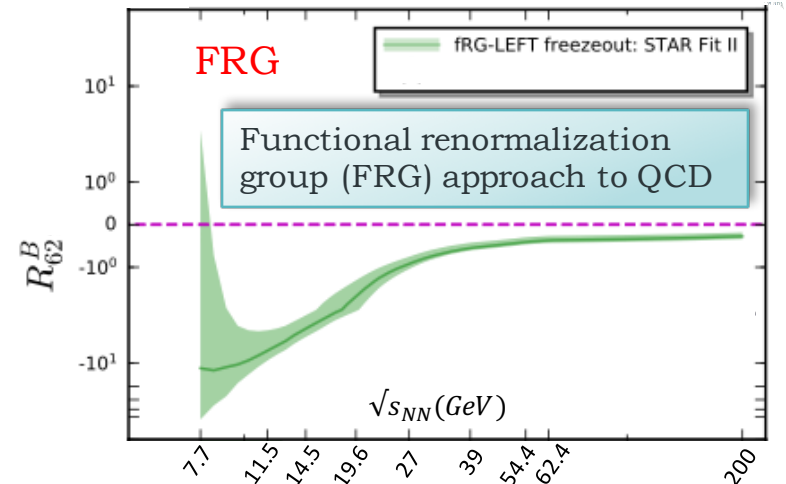 FRG
fRG-LEFT freezeout: STAR Fit II
Functional renormalization
group (FRG) approach to QCD
10¹
10⁰
0
-10⁰
-10¹
R₆₂ᴮ
√s_NN(GeV)
7.7 11.5 14.5 19.6 27 39 54.4 62.4 200